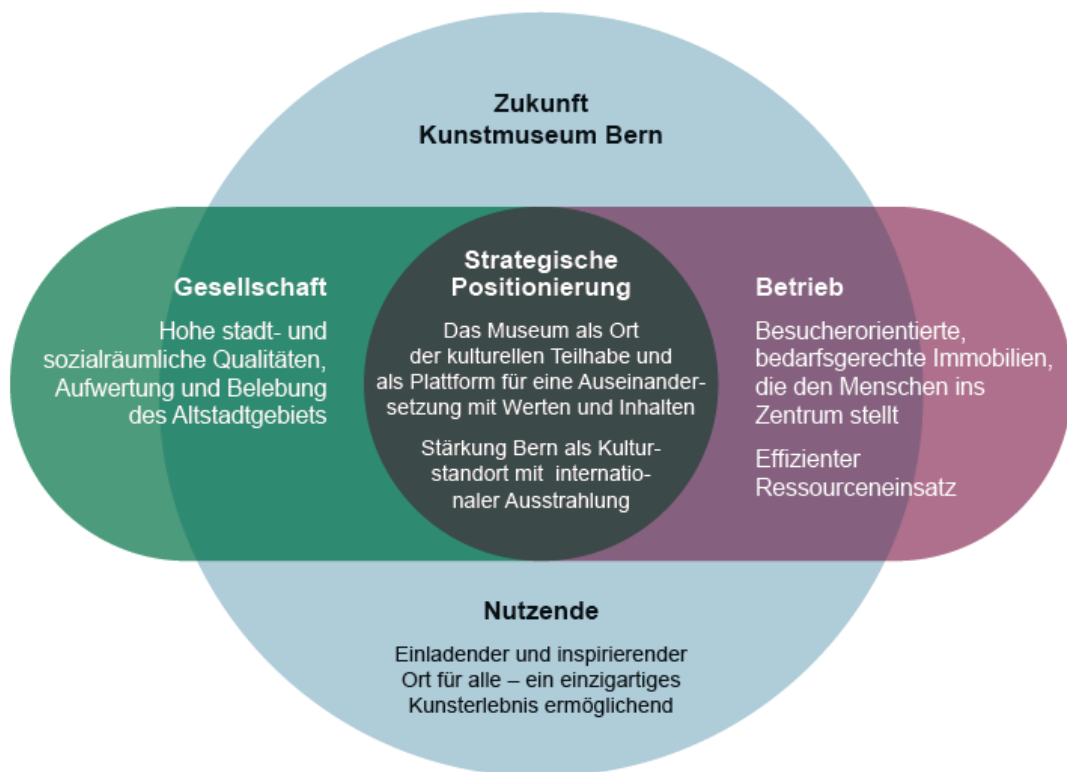 Zukunft
Kunstmuseum Bern
Gesellschaft
Hohe stadt- und
sozialräumliche Qualitäten,
Aufwertung und Belebung
des Altstadtgebiets
Strategische
Positionierung
Das Museum als Ort
der kulturellen Teilhabe und
als Plattform für eine Auseinander-
setzung mit Werten und Inhalten
Stärkung Bern als Kultur-
standort mit internatio-
naler Ausstrahlung
Betrieb
Besucherorientierte,
bedarfsgerechte Immobilien,
die den Menschen ins
Zentrum stellt
Effizienter
Ressourceneinsatz
Nutzende
Einladender und inspirierender
Ort für alle – ein einzigartiges
Kunsterlebnis ermöglichend